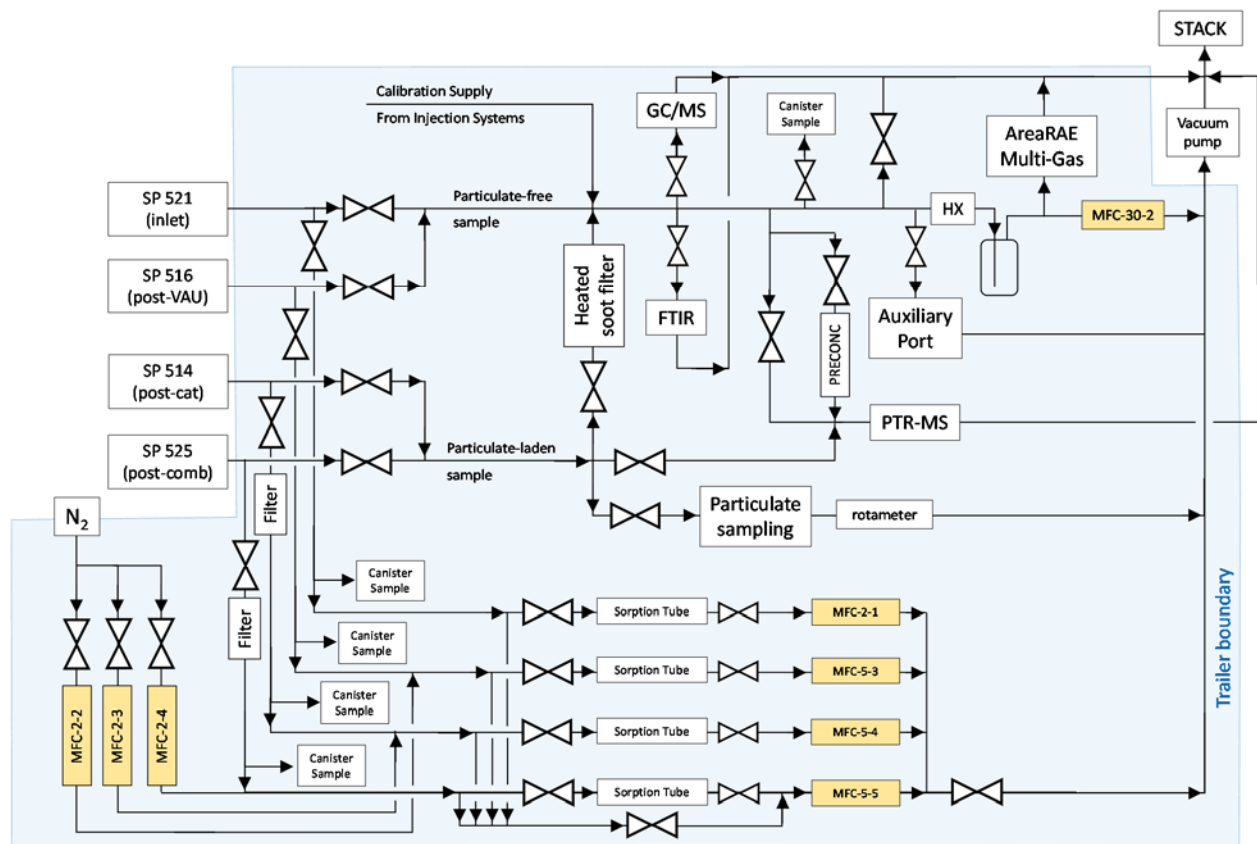 STACK
Calibration Supply
From Injection Systems
GC/MS
Canister
Sample
AreaRAE
Multi-Gas
Vacuum
pump
SP 521
(inlet)
Particulate-free
sample
HX
MFC-30-2
SP 516
(post-VAU)
Heated
soot filter
FTIR
PRECONC
Auxiliary
Port
SP 514
(post-cat)
PTR-MS
SP 525
(post-comb)
Particulate-laden
sample
N2
Filter
Particulate
sampling
rotameter
Canister
Sample
Filter
Sorption Tube
MFC-2-1
Canister
Sample
Sorption Tube
MFC-5-3
Trailer boundary
MFC-2-2
MFC-2-3
MFC-2-4
Canister
Sample
Sorption Tube
MFC-5-4
Canister
Sample
Sorption Tube
MFC-5-5